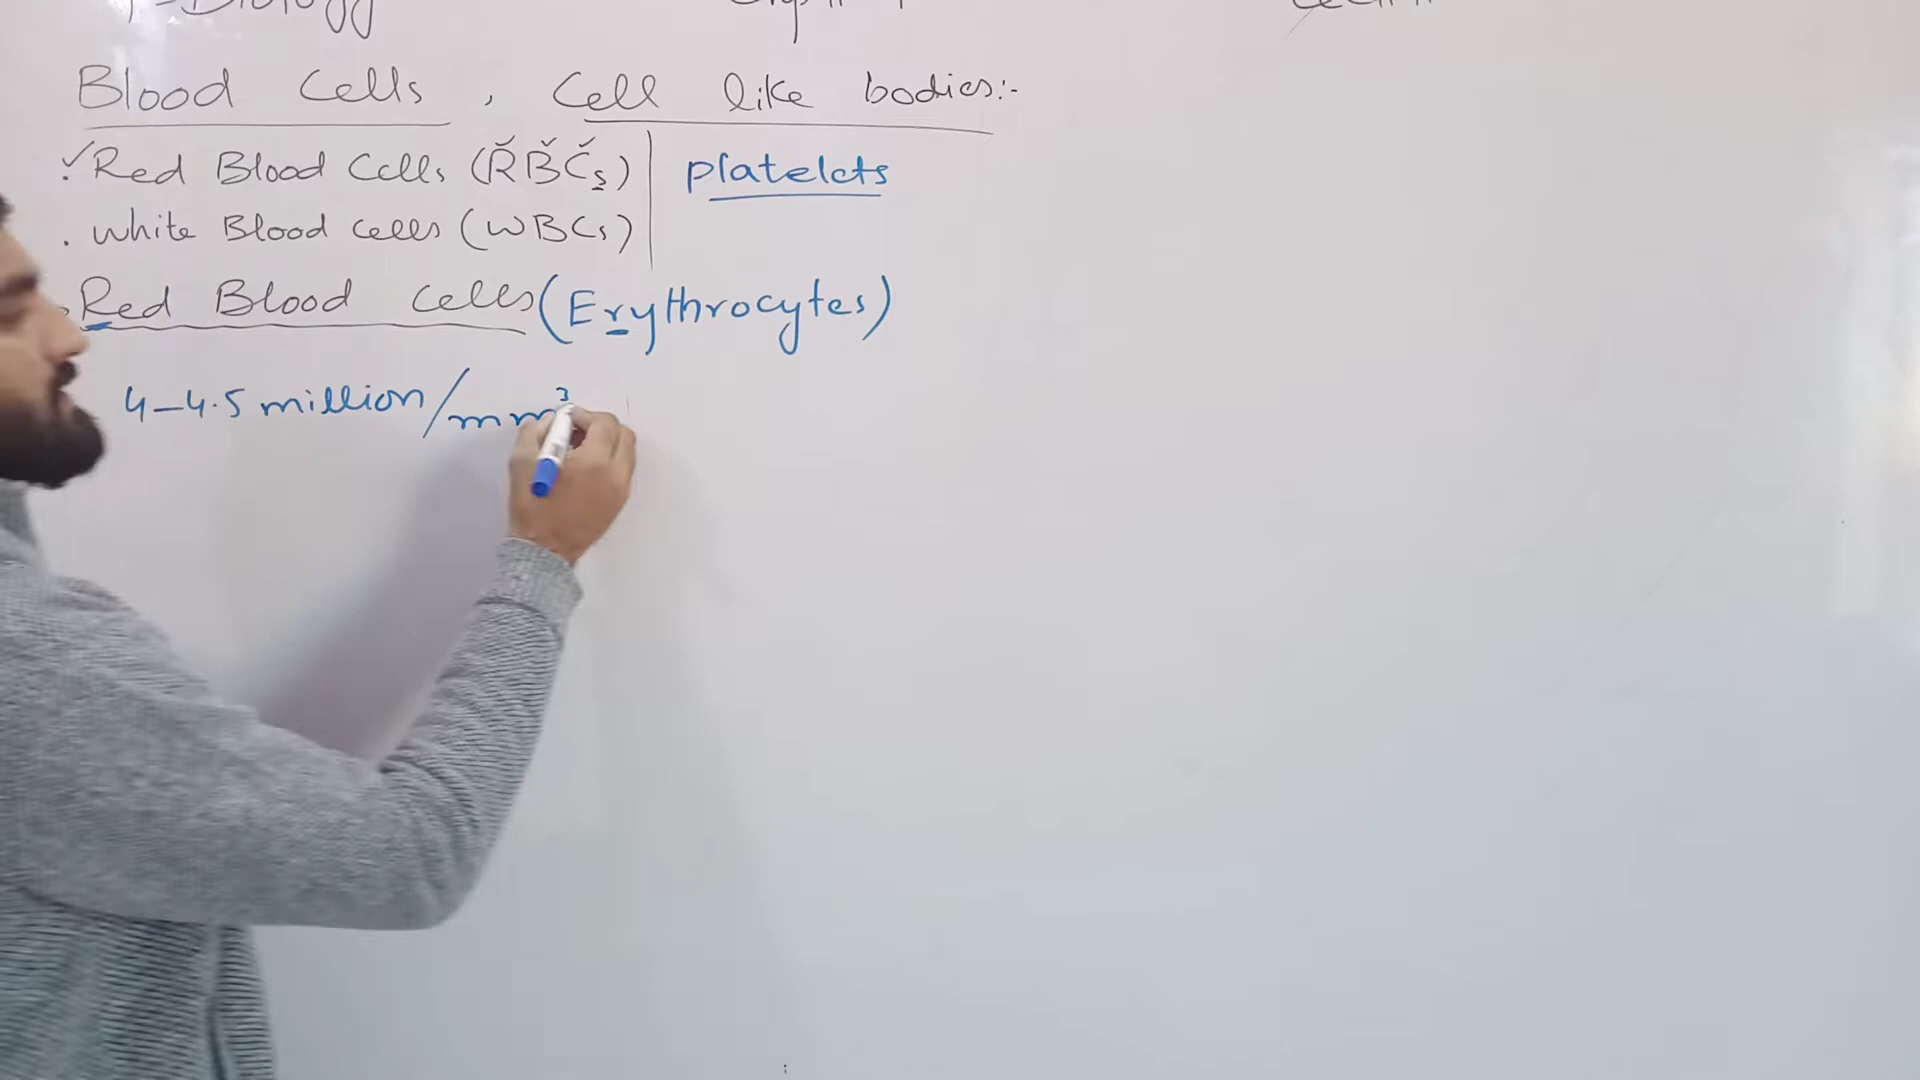 Biology
Blood Cells , Cell like bodies:-
✓ Red Blood Cells (RBCs) | platelets
. White Blood cells (WBCs)
Red Blood cells (Erythrocytes)
4-4.5 million/mm³